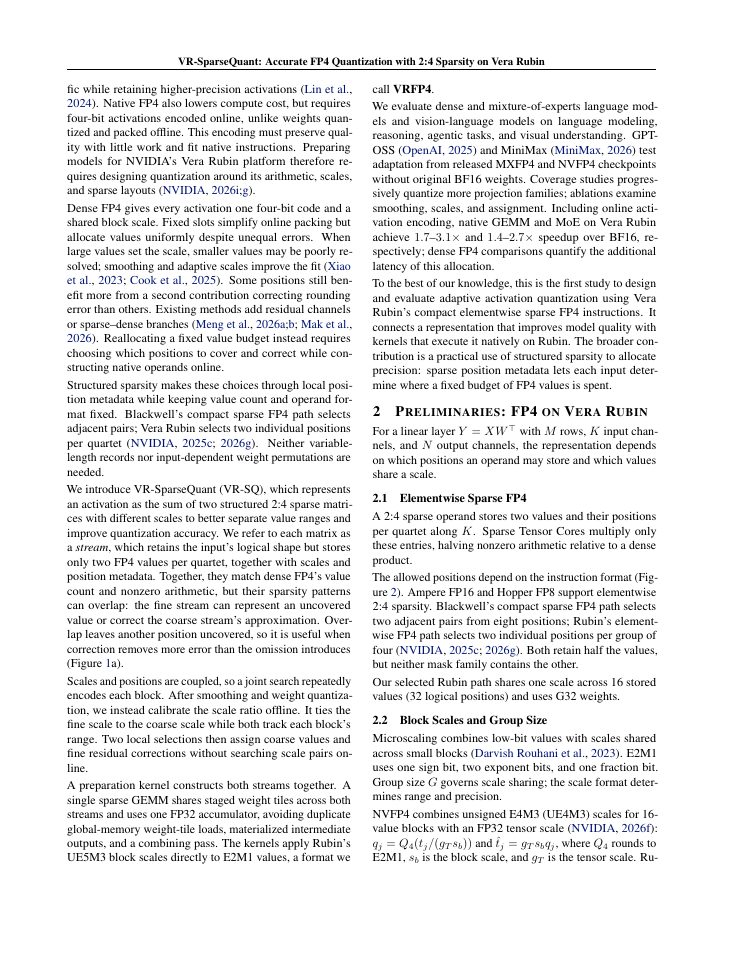 VR-SparseQuant: Accurate FP4 Quantization with 2:4 Sparsity on Vera Rubin
fic while retaining higher-precision activations (Lin et al.,
2024). Native FP4 also lowers compute cost, but requires
four-bit activations encoded online, unlike weights quan-
tized and packed offline. This encoding must preserve qual-
ity with little work and fit native instructions. Preparing
models for NVIDIA's Vera Rubin platform therefore re-
quires designing quantization around its arithmetic, scales,
and sparse layouts (NVIDIA, 2026i;g).
Dense FP4 gives every activation one four-bit code and a
shared block scale. Fixed slots simplify online packing but
allocate values uniformly despite unequal errors. When
large values set the scale, smaller values may be poorly re-
solved; smoothing and adaptive scales improve the fit (Xiao
et al., 2023; Cook et al., 2025). Some positions still ben-
efit more from a second contribution correcting rounding
error than others. Existing methods add residual channels
or sparse–dense branches (Meng et al., 2026a;b; Mak et al.,
2026). Reallocating a fixed value budget instead requires
choosing which positions to cover and correct while con-
structing native operands online.
Structured sparsity makes these choices through local posi-
tion metadata while keeping value count and operand for-
mat fixed. Blackwell's compact sparse FP4 path selects
adjacent pairs; Vera Rubin selects two individual positions
per quartet (NVIDIA, 2025c; 2026g). Neither variable-
length records nor input-dependent weight permutations are
needed.
We introduce VR-SparseQuant (VR-SQ), which represents
an activation as the sum of two structured 2:4 sparse matri-
ces with different scales to better separate value ranges and
improve quantization accuracy. We refer to each matrix as
a stream, which retains the input's logical shape but stores
only two FP4 values per quartet, together with scales and
position metadata. Together, they match dense FP4's value
count and nonzero arithmetic, but their sparsity patterns
can overlap: the fine stream can represent an uncovered
value or correct the coarse stream's approximation. Over-
lap leaves another position uncovered, so it is useful when
correction removes more error than the omission introduces
(Figure 1a).
Scales and positions are coupled, so a joint search repeatedly
encodes each block. After smoothing and weight quantiza-
tion, we instead calibrate the scale ratio offline. It ties the
fine scale to the coarse scale while both track each block's
range. Two local selections then assign coarse values and
fine residual corrections without searching scale pairs on-
line.
A preparation kernel constructs both streams together. A
single sparse GEMM shares staged weight tiles across both
streams and uses one FP32 accumulator, avoiding duplicate
global-memory weight-tile loads, materialized intermediate
outputs, and a combining pass. The kernels apply Rubin's
UE5M3 block scales directly to E2M1 values, a format we
call VRFP4.
We evaluate dense and mixture-of-experts language mod-
els and vision-language models on language modeling,
reasoning, agentic tasks, and visual understanding. GPT-
OSS (OpenAI, 2025) and MiniMax (MiniMax, 2026) test
adaptation from released MXFP4 and NVFP4 checkpoints
without original BF16 weights. Coverage studies progres-
sively quantize more projection families; ablations examine
smoothing, scales, and assignment. Including online acti-
vation encoding, native GEMM and MoE on Vera Rubin
achieve 1.7–3.1× and 1.4–2.7× speedup over BF16, re-
spectively; dense FP4 comparisons quantify the additional
latency of this allocation.
To the best of our knowledge, this is the first study to design
and evaluate adaptive activation quantization using Vera
Rubin's compact elementwise sparse FP4 instructions. It
connects a representation that improves model quality with
kernels that execute it natively on Rubin. The broader con-
tribution is a practical use of structured sparsity to allocate
precision: sparse position metadata lets each input deter-
mine where a fixed budget of FP4 values is spent.
2 PRELIMINARIES: FP4 ON VERA RUBIN
For a linear layer Y = XW⊤ with M rows, K input chan-
nels, and N output channels, the representation depends
on which positions an operand may store and which values
share a scale.
2.1 Elementwise Sparse FP4
A 2:4 sparse operand stores two values and their positions
per quartet along K. Sparse Tensor Cores multiply only
these entries, halving nonzero arithmetic relative to a dense
product.
The allowed positions depend on the instruction format (Fig-
ure 2). Ampere FP16 and Hopper FP8 support elementwise
2:4 sparsity. Blackwell's compact sparse FP4 path selects
two adjacent pairs from eight positions; Rubin's element-
wise FP4 path selects two individual positions per group of
four (NVIDIA, 2025c; 2026g). Both retain half the values,
but neither mask family contains the other.
Our selected Rubin path shares one scale across 16 stored
values (32 logical positions) and uses G32 weights.
2.2 Block Scales and Group Size
Microscaling combines low-bit values with scales shared
across small blocks (Darvish Rouhani et al., 2023). E2M1
uses one sign bit, two exponent bits, and one fraction bit.
Group size G governs scale sharing; the scale format deter-
mines range and precision.
NVFP4 combines unsigned E4M3 (UE4M3) scales for 16-
value blocks with an FP32 tensor scale (NVIDIA, 2026f):
q_j = Q_4(t_j/(g_T s_b)) and t̂_j = g_T s_b q_j, where Q_4 rounds to
E2M1, s_b is the block scale, and g_T is the tensor scale. Ru-